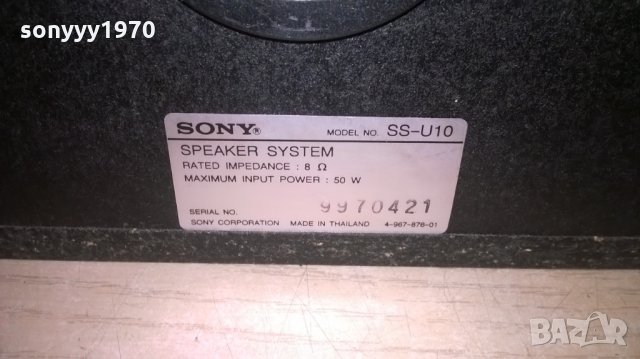 sonyyy1970
SONY® MODEL NO. SS-U10
SPEAKER SYSTEM
RATED IMPEDANCE : 8 Ω
MAXIMUM INPUT POWER : 50 W
SERIAL NO. 9970421
SONY CORPORATION MADE IN THAILAND 4-967-878-01
BAZAR